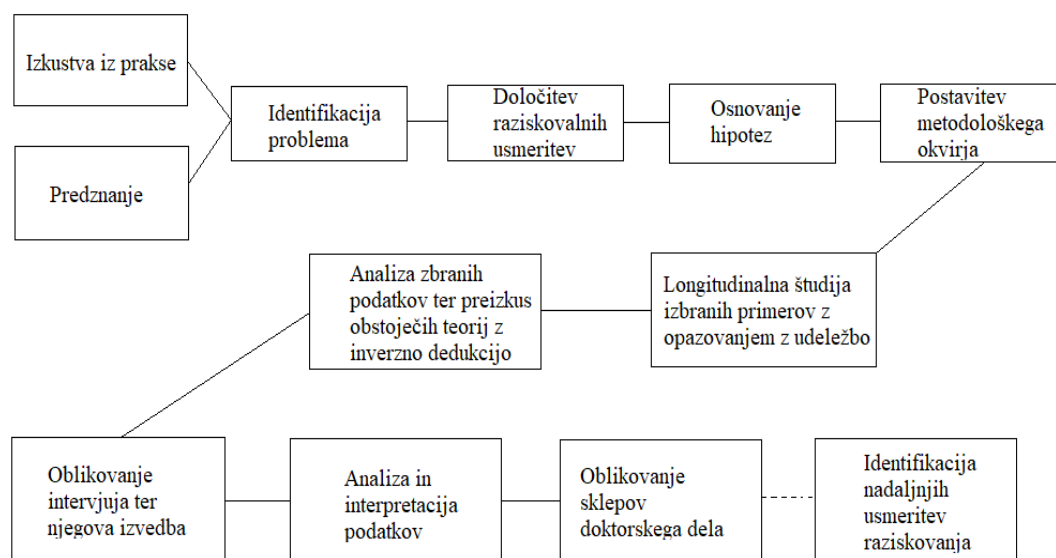 Izkustva iz prakse
Predznanje
Identifikacija
problema
Določitev
raziskovalnih
usmeritev
Osnovanje
hipotez
Postavitev
metodološkega
okvirja
Longitudinalna študija
izbranih primerov z
opazovanjem z udeležbo
Analiza zbranih
podatkov ter preizkus
obstoječih teorij z
inverzno dedukcijo
Oblikovanje
intervjuja ter
njegova izvedba
Analiza in
interpretacija
podatkov
Oblikovanje
sklepov
doktorskega dela
Identifikacija
nadaljnjih
usmeritev
raziskovanja